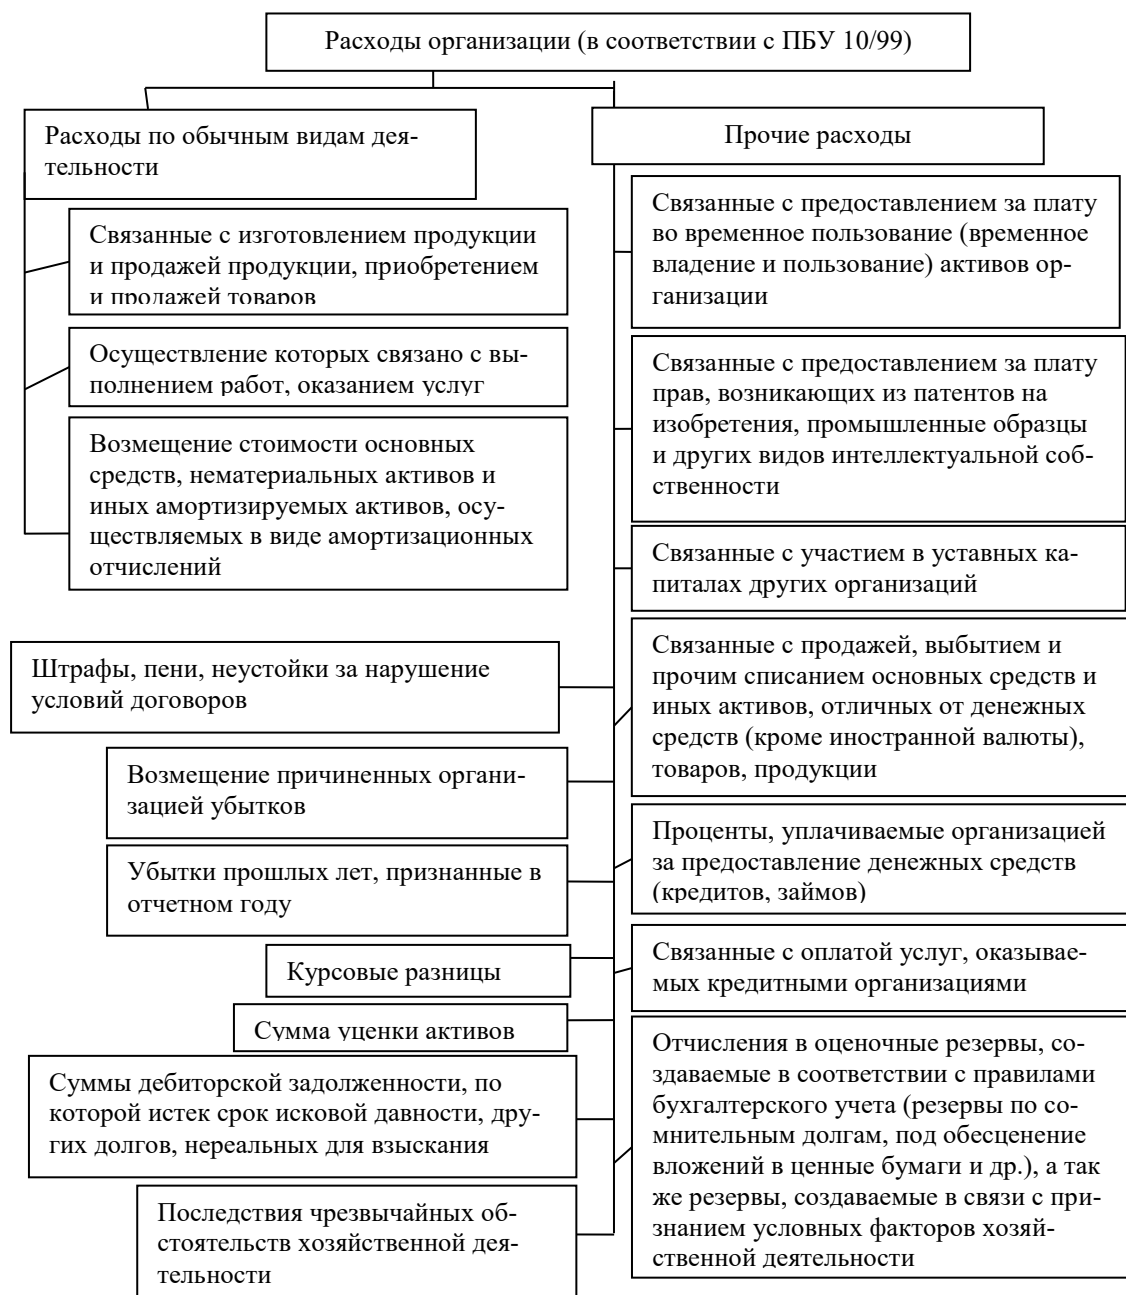 Расходы организации (в соответствии с ПБУ 10/99)
Расходы по обычным видам дея-
тельности
Связанные с изготовлением продукции
и продажей продукции, приобретением
и продажей товаров
Осуществление которых связано с вы-
полнением работ, оказанием услуг
Возмещение стоимости основных
средств, нематериальных активов и
иных амортизируемых активов, осу-
ществляемых в виде амортизационных
отчислений
Прочие расходы
Связанные с предоставлением за плату
во временное пользование (временное
владение и пользование) активов ор-
ганизации
Связанные с предоставлением за плату
прав, возникающих из патентов на
изобретения, промышленные образцы
и других видов интеллектуальной соб-
ственности
Связанные с участием в уставных ка-
питалах других организаций
Связанные с продажей, выбытием и
прочим списанием основных средств и
иных активов, отличных от денежных
средств (кроме иностранной валюты),
товаров, продукции
Проценты, уплачиваемые организацией
за предоставление денежных средств
(кредитов, займов)
Связанные с оплатой услуг, оказывае-
мых кредитными организациями
Отчисления в оценочные резервы, со-
здаваемые в соответствии с правилами
бухгалтерского учета (резервы по со-
мнительным долгам, под обесценение
вложений в ценные бумаги и др.), а так
же резервы, создаваемые в связи с при-
знанием условных факторов хозяй-
ственной деятельности
Штрафы, пени, неустойки за нарушение
условий договоров
Возмещение причиненных органи-
зацией убытков
Убытки прошлых лет, признанные в
отчетном году
Курсовые разницы
Сумма уценки активов
Суммы дебиторской задолженности, по
которой истек срок исковой давности, дру-
гих долгов, нереальных для взыскания
Последствия чрезвычайных об-
стоятельств хозяйственной дея-
тельности